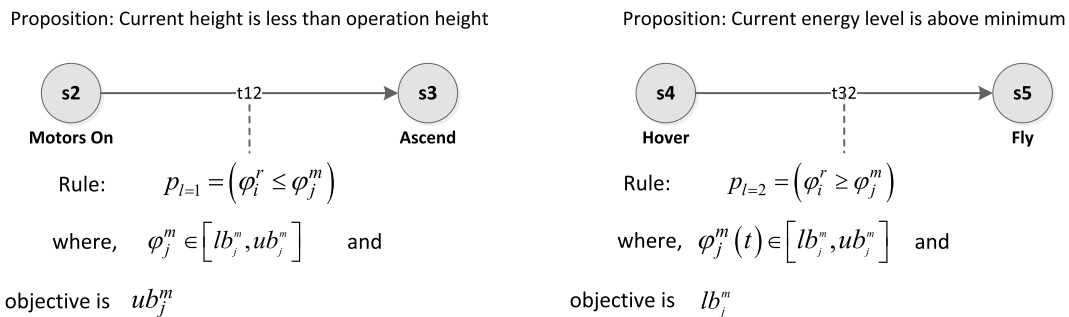 Proposition: Current height is less than operation height
s2 t12 s3
Motors On Ascend
Rule: p_{l=1} = (φ_i^r ≤ φ_j^m)
where, φ_j^m ∈ [lb_j^m, ub_j^m] and
objective is ub_j^m
Proposition: Current energy level is above minimum
s4 t32 s5
Hover Fly
Rule: p_{l=2} = (φ_i^r ≥ φ_j^m)
where, φ_j^m(t) ∈ [lb_j^m, ub_j^m] and
objective is lb_j^m